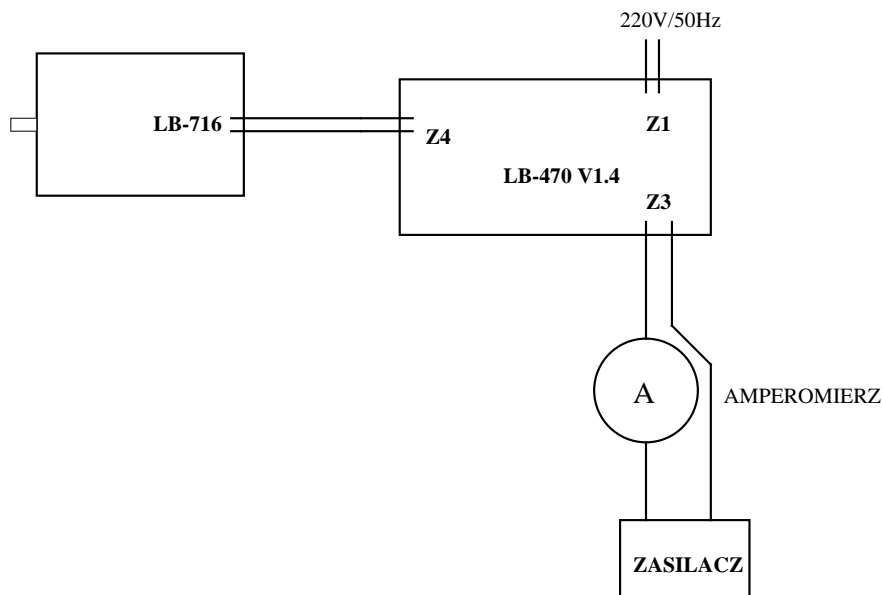 220V/50Hz
LB-716
Z4
Z1
LB-470 V1.4
Z3
A
AMPEROMIERZ
ZASILACZ